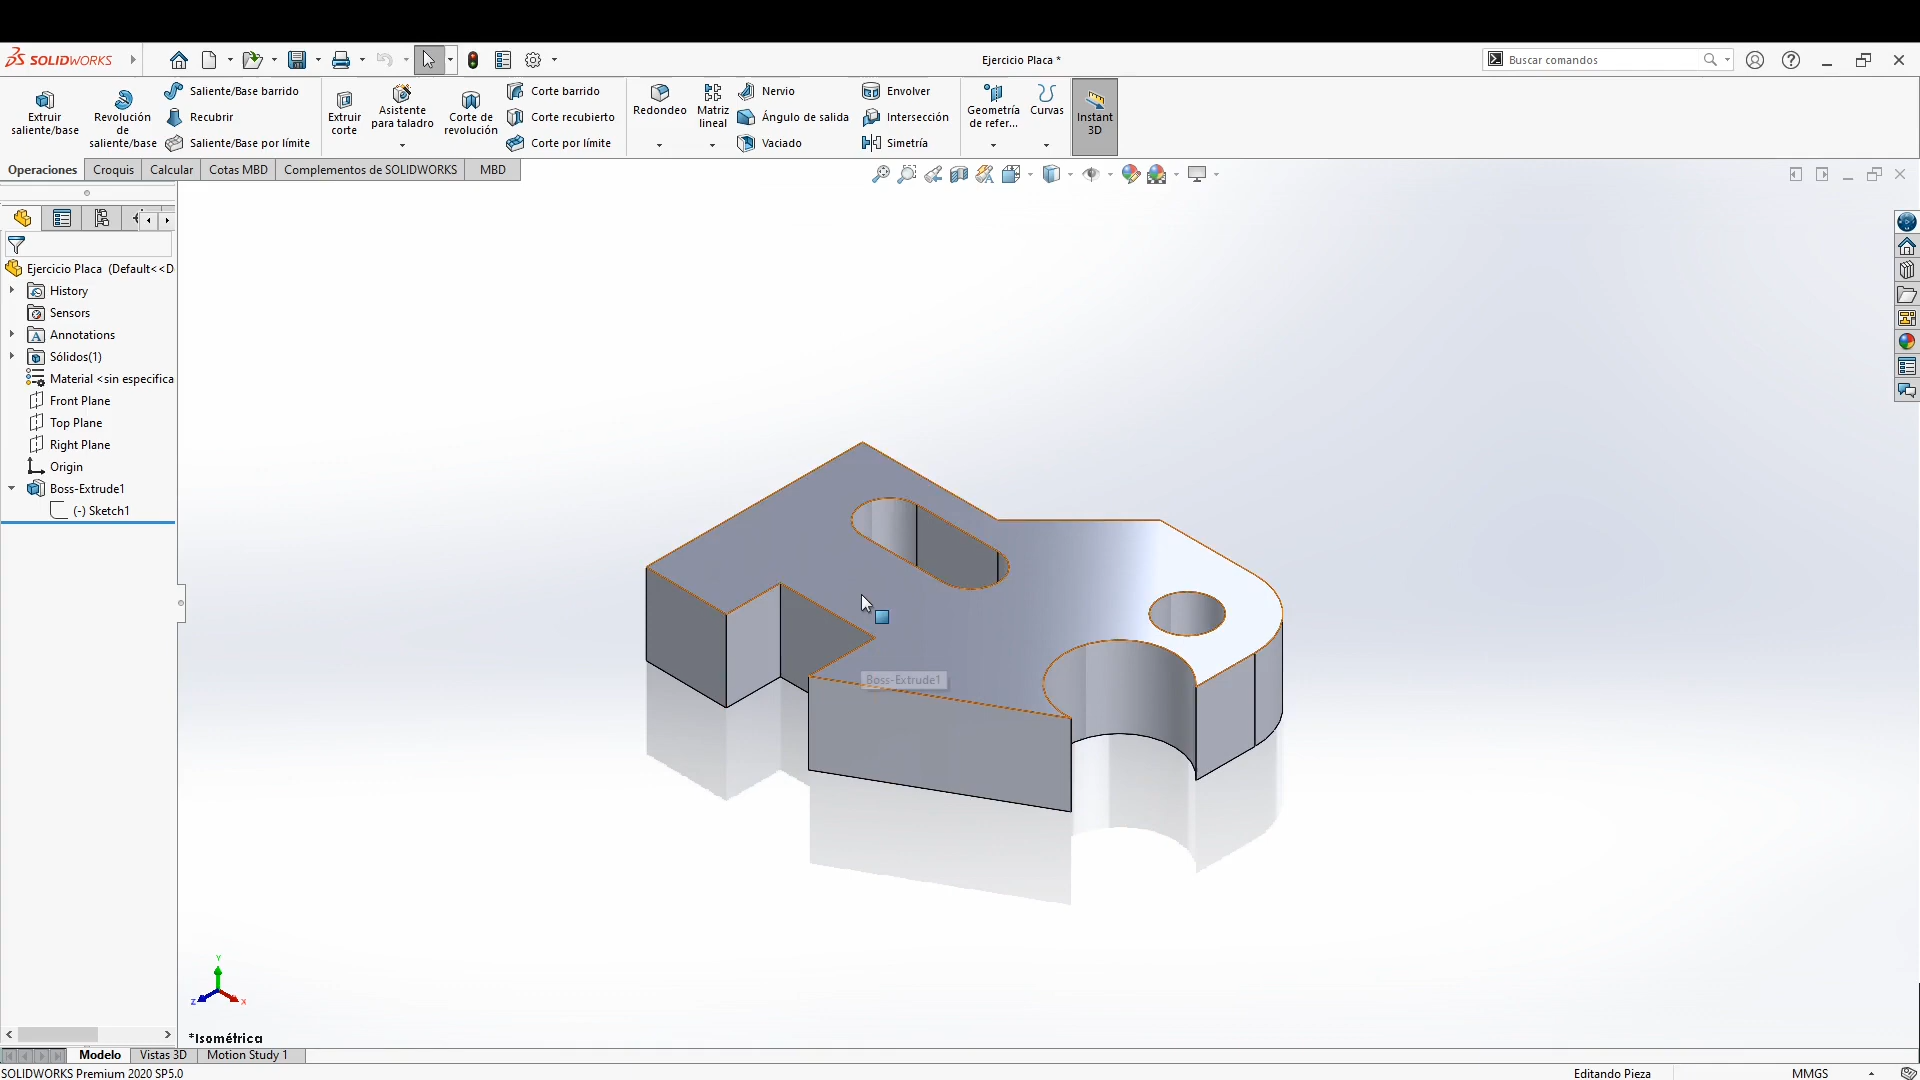 SOLIDWORKS
Ejercicio Placa *
Buscar comandos
Extruir saliente/base
Revolución de saliente/base
Saliente/Base barrido
Recubrir
Saliente/Base por límite
Extruir corte
Asistente para taladro
Corte de revolución
Corte barrido
Corte recubierto
Corte por límite
Redondeo
Matriz lineal
Nervio
Ángulo de salida
Vaciado
Envolver
Intersección
Simetría
Geometría de refer...
Curvas
Instant 3D
Operaciones
Croquis
Calcular
Cotas MBD
Complementos de SOLIDWORKS
MBD
Ejercicio Placa (Default<<D
History
Sensors
Annotations
Sólidos(1)
Material <sin especifica
Front Plane
Top Plane
Right Plane
Origin
Boss-Extrude1
(-) Sketch1
Boss-Extrude1
Y
Z
X
*Isométrica
Modelo
Vistas 3D
Motion Study 1
SOLIDWORKS Premium 2020 SP5.0
Editando Pieza
MMGS